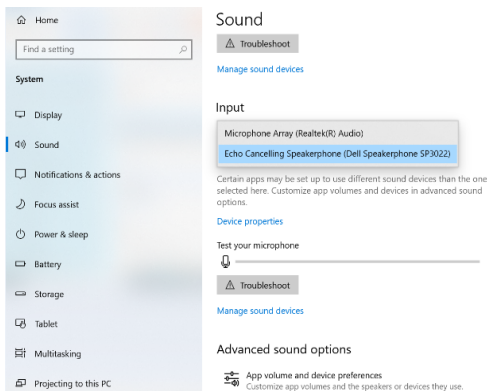 Home
Find a setting
System
Display
Sound
Notifications & actions
Focus assist
Power & sleep
Battery
Storage
Tablet
Multitasking
Projecting to this PC
Sound
Troubleshoot
Manage sound devices
Input
Microphone Array (Realtek(R) Audio)
Echo Cancelling Speakerphone (Dell Speakerphone SP3022)
Certain apps may be set up to use different sound devices than the one
selected here. Customize app volumes and devices in advanced sound
options.
Device properties
Test your microphone
Troubleshoot
Manage sound devices
Advanced sound options
App volume and device preferences
Customize app volumes and the speakers or devices they use.